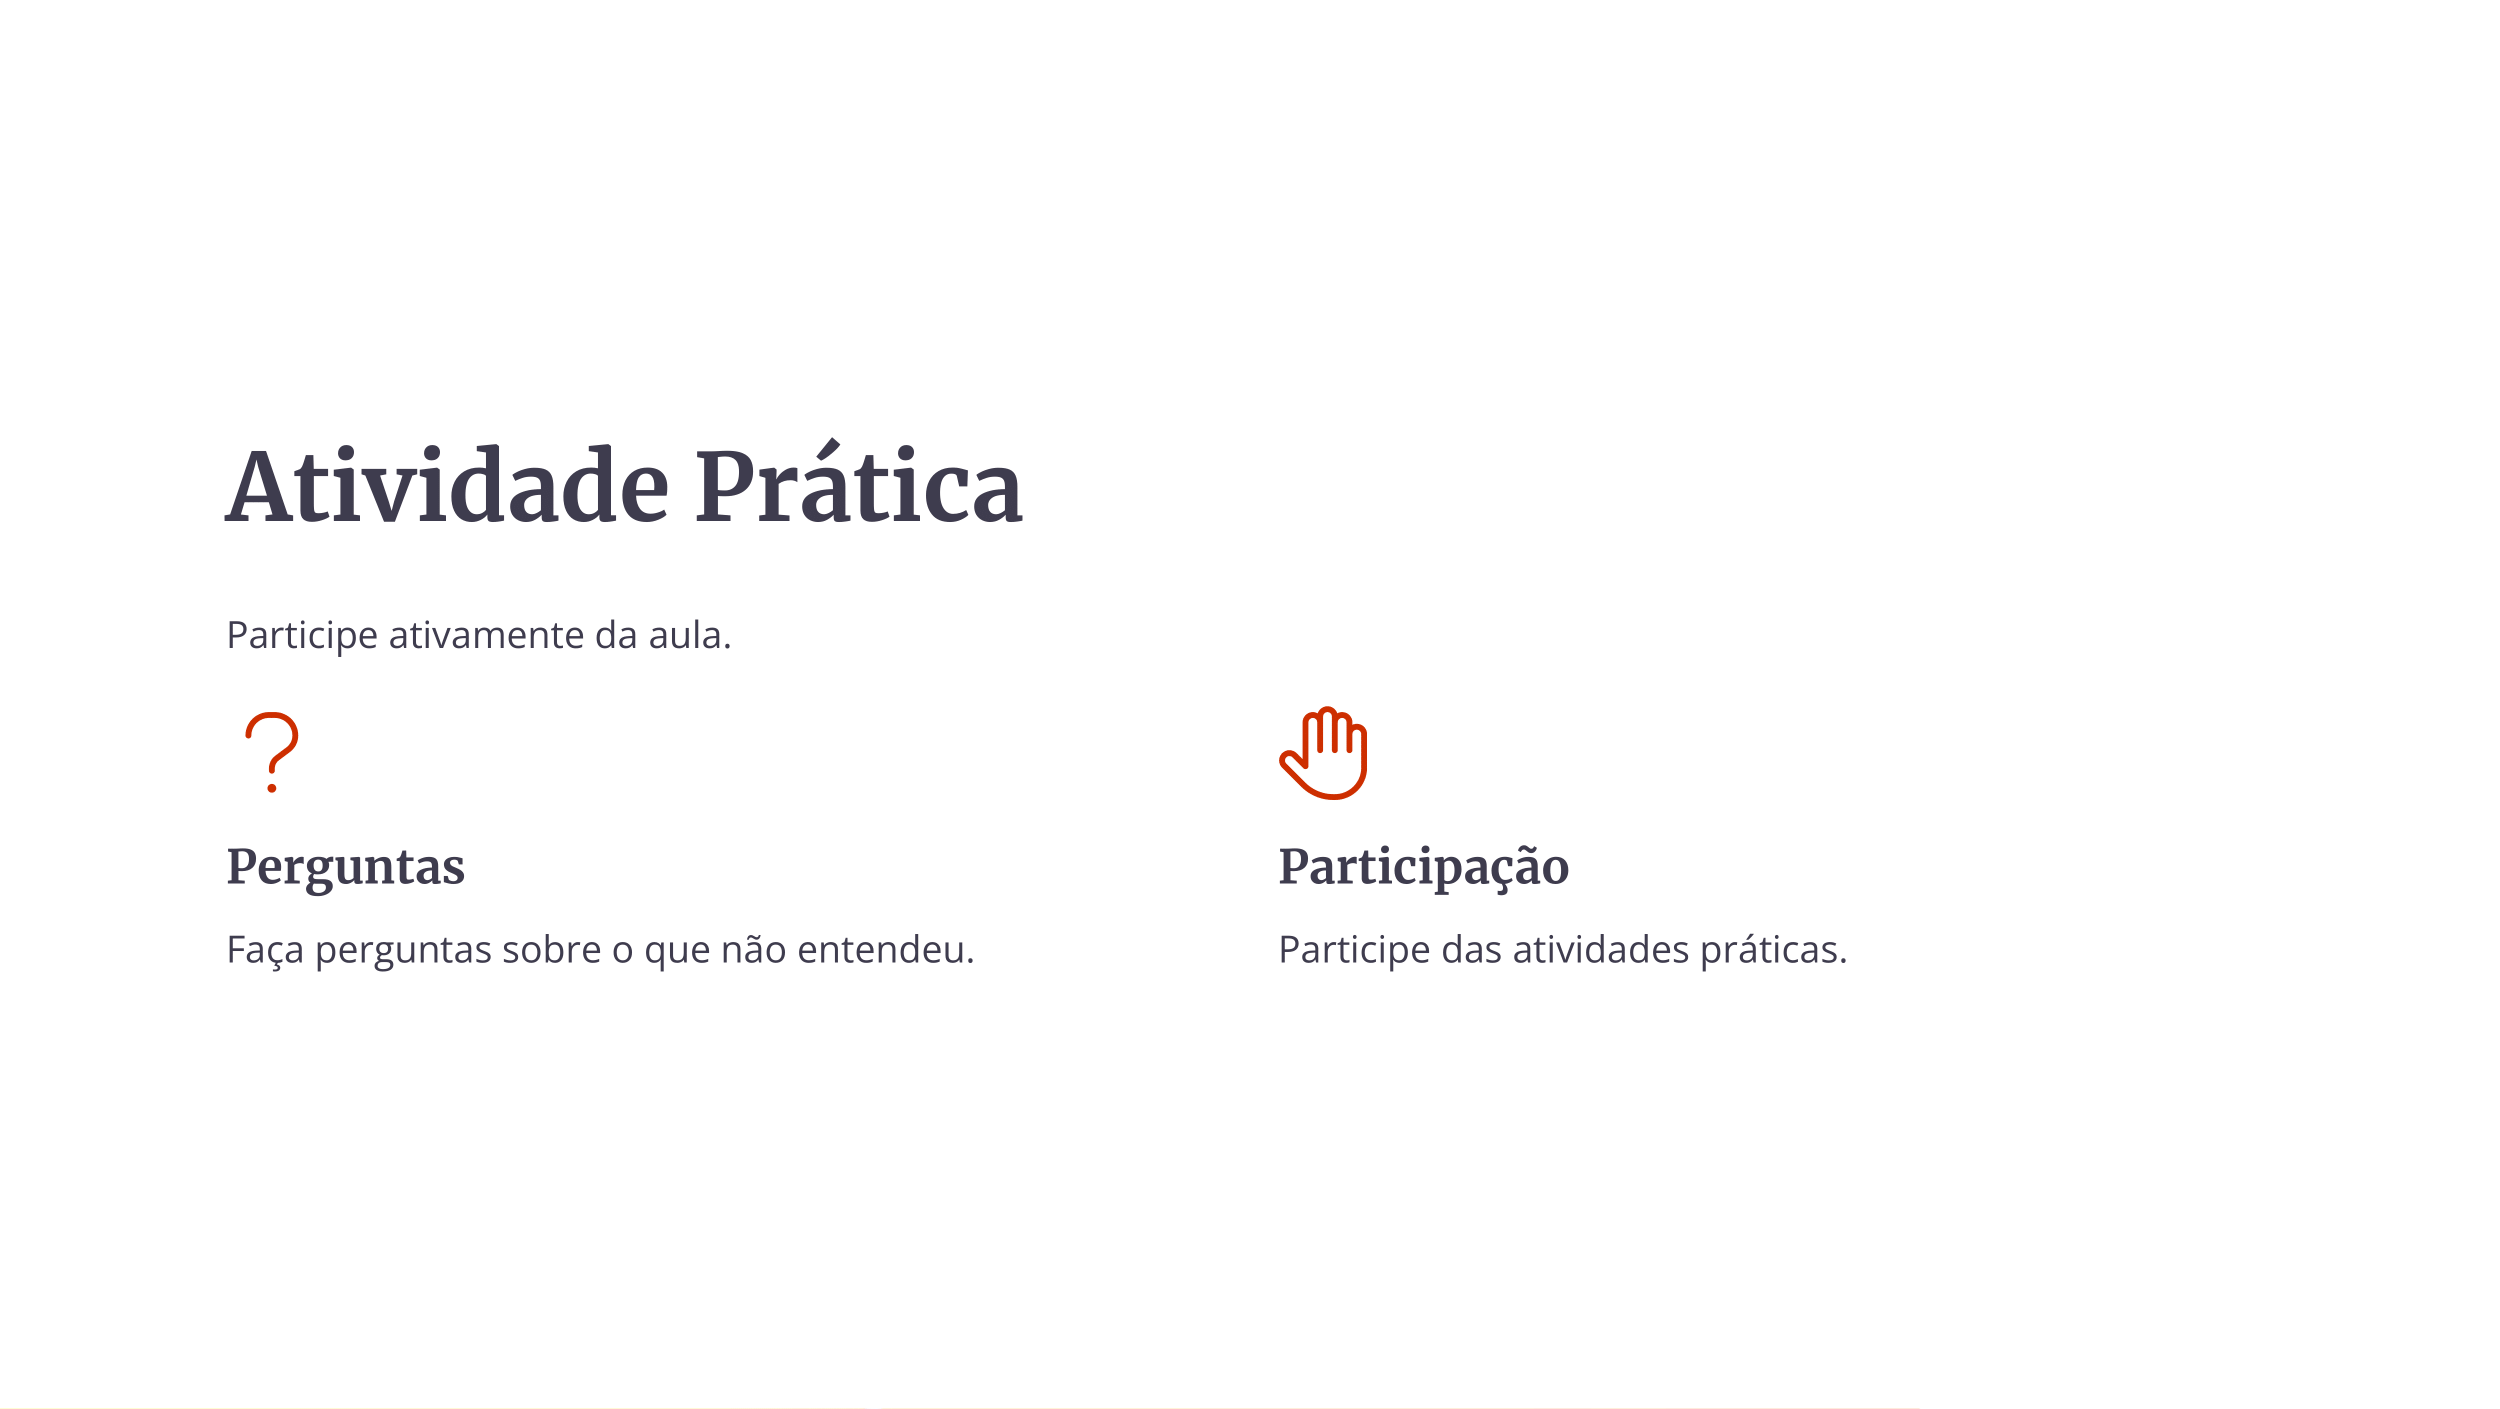 Atividade Prática
Participe ativamente da aula.
Perguntas
Faça perguntas sobre o que não entendeu.
Participação
Participe das atividades práticas.